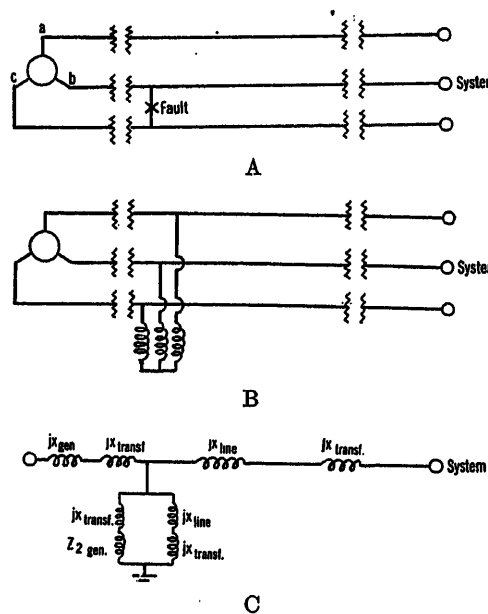 a
c
b
System
Fault
A
System
B
jx gen
jx transf
jx line
jx transf.
System
jx transf.
jx line
Z 2 gen.
jx transf.
C